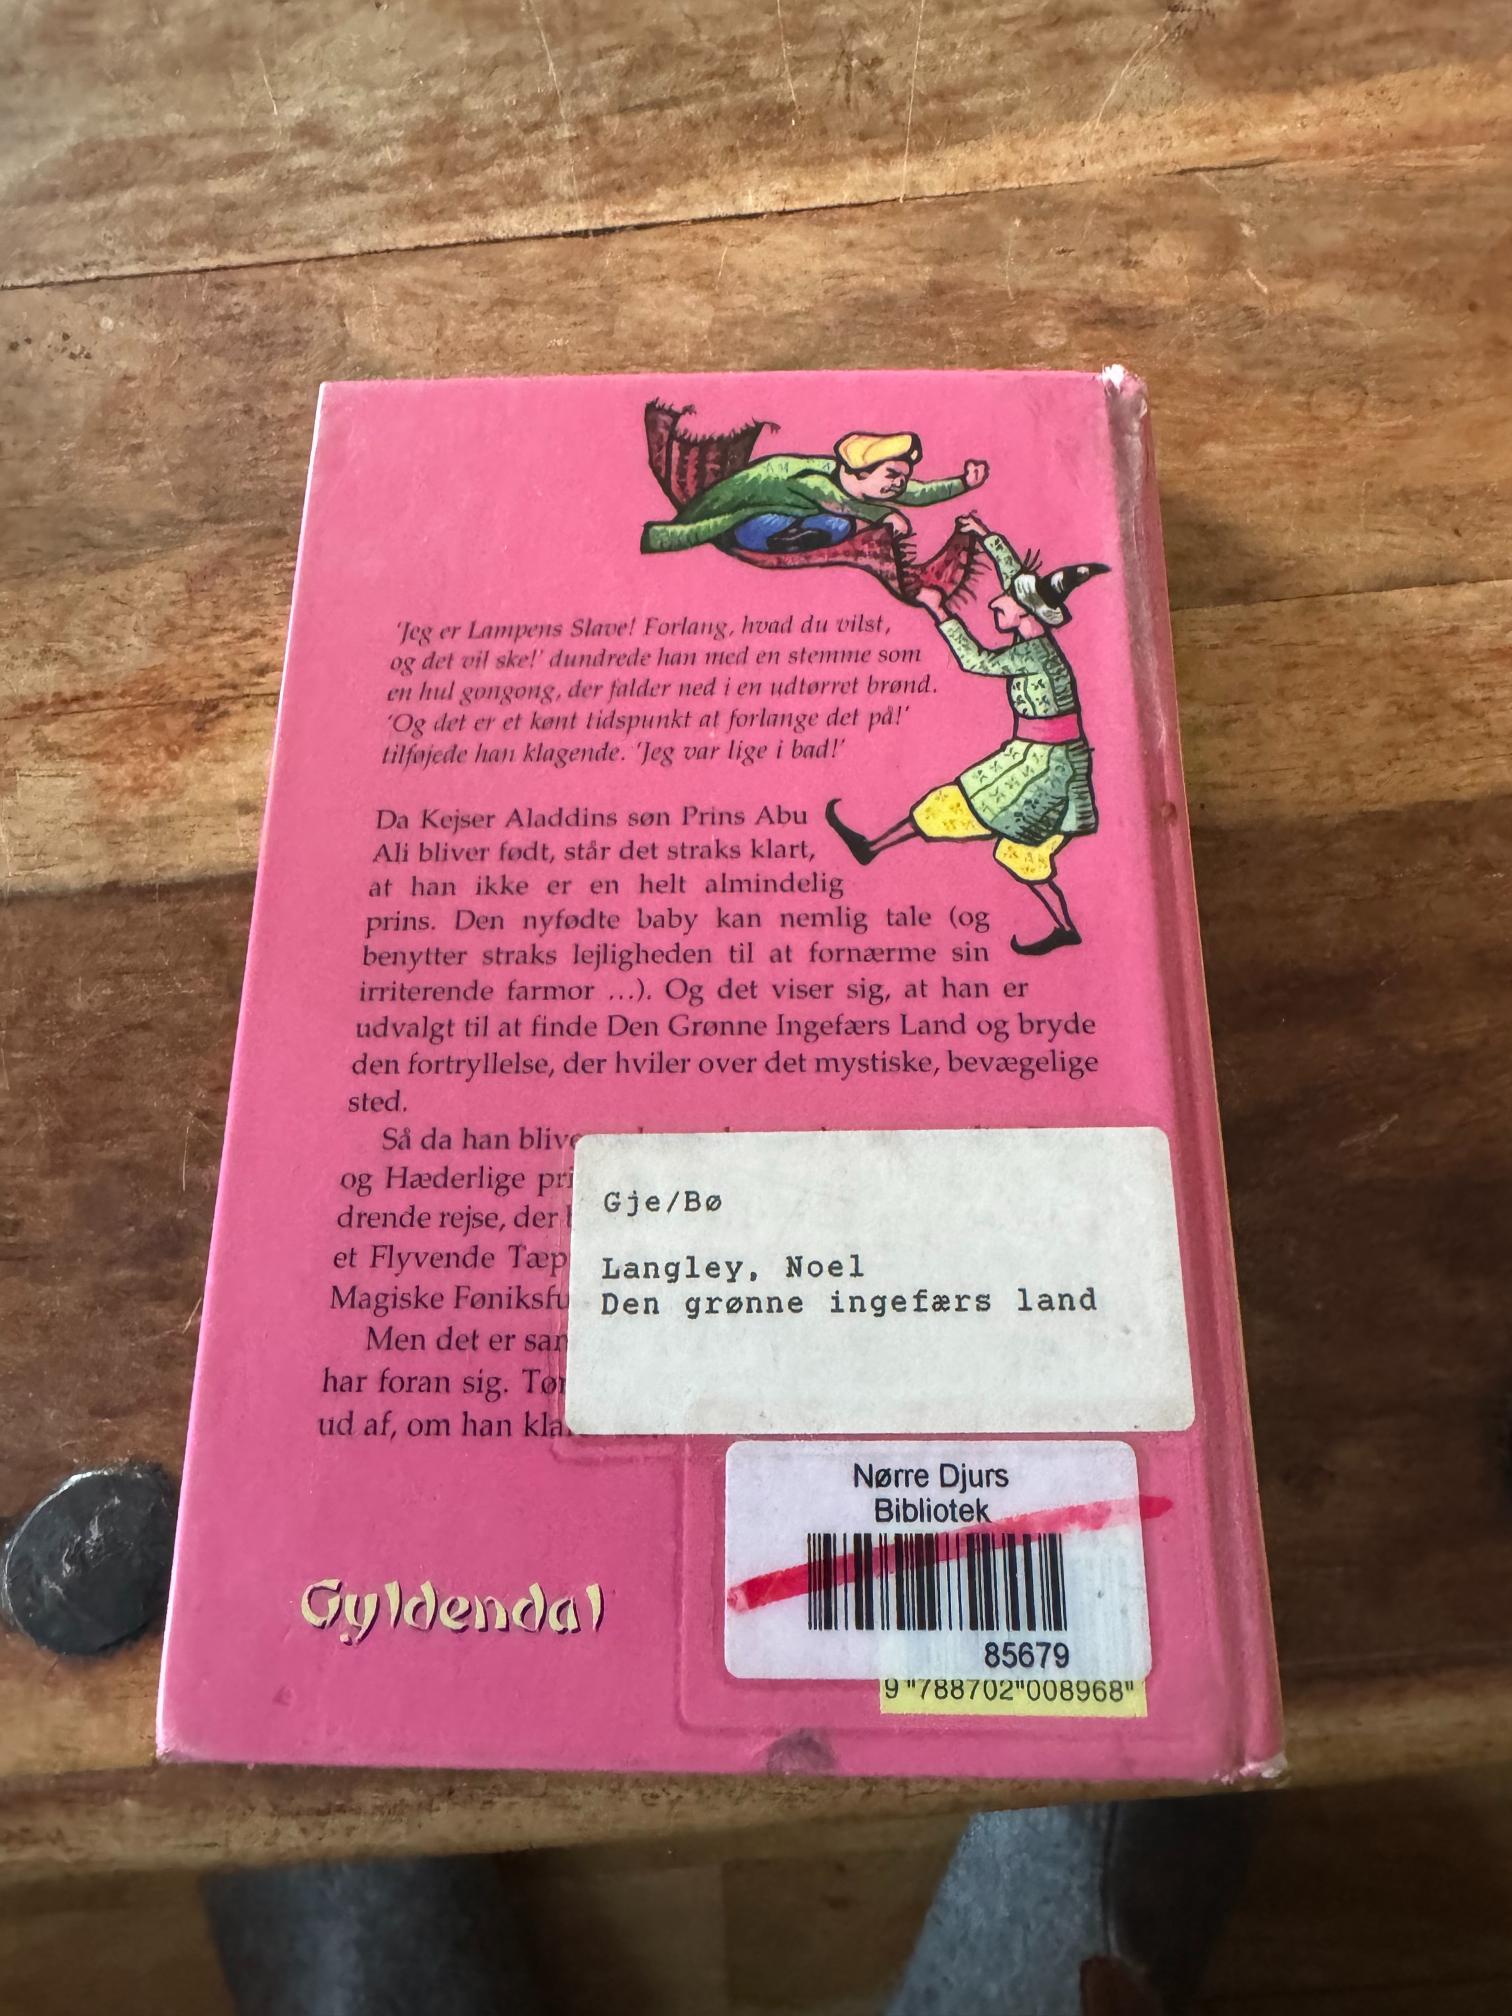 'Jeg er Lampens Slave! Forlang, hvad du vilst,
og det vil ske!' dundrede han med en stemme som
en hul gongong, der falder ned i en udtørret brønd.
'Og det er et kønt tidspunkt at forlange det på!'
tilføjede han klagende. 'Jeg var lige i bad!'
Da Kejser Aladdins søn Prins Abu
Ali bliver født, står det straks klart,
at han ikke er en helt almindelig
prins. Den nyfødte baby kan nemlig tale (og
benytter straks lejligheden til at fornærme sin
irriterende farmor ...). Og det viser sig, at han er
udvalgt til at finde Den Grønne Ingefærs Land og bryde
den fortryllelse, der hviler over det mystiske, bevægelige
sted.
Så da han blive
og Hæderlige pri
drende rejse, der
et Flyvende Tæp
Magiske Føniksfu
Men det er san
har foran sig. Tør
ud af, om han kla
Gje/Bø
Langley, Noel
Den grønne ingefærs land
Nørre Djurs
Bibliotek
85679
9 "788702"008968"
Gyldendal